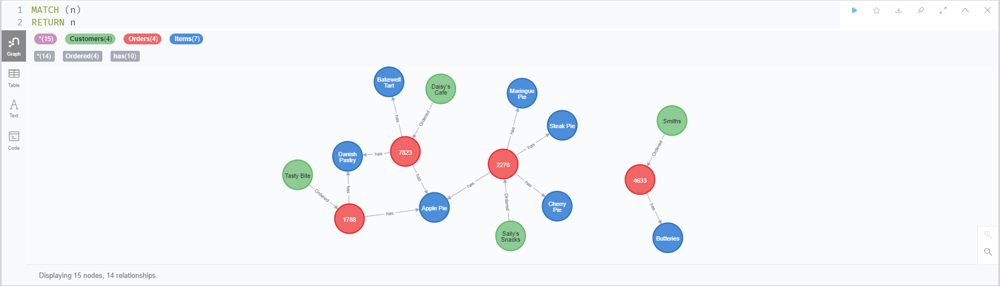 1 MATCH (n)
2 RETURN n
*(15) Customers(4) Orders(4) Items(7)
*(14) Ordered(4) has(10)
Graph
Table
Text
Code
Bakewell
Tart
Daisy's
Cafe
has
Ordered
Danish
Pastry
has
7823
Tasty Bite
Ordered
has
has
1788
has
Apple Pie
Maringue
Pie
Steak Pie
has
has
2276
has
has
Cherry
Pie
Ordered
Sally's
Snacks
Smiths
Ordered
4633
has
Butteries
Displaying 15 nodes, 14 relationships.